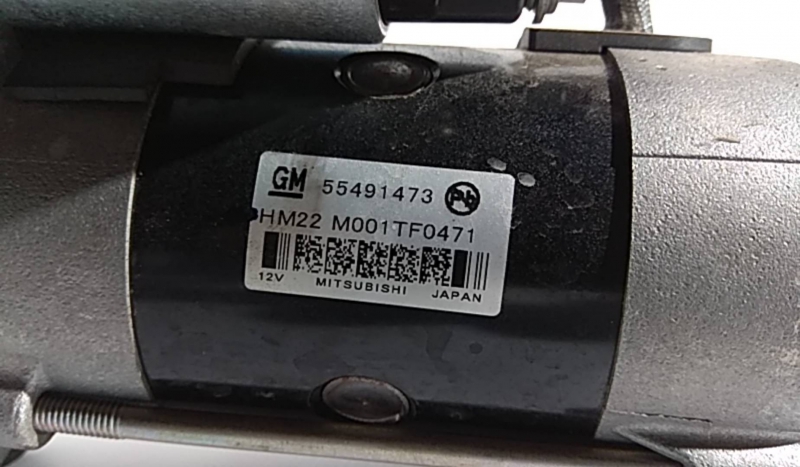 GM 55491473 Pb
HM22 M001TF0471
12V MITSUBISHI JAPAN